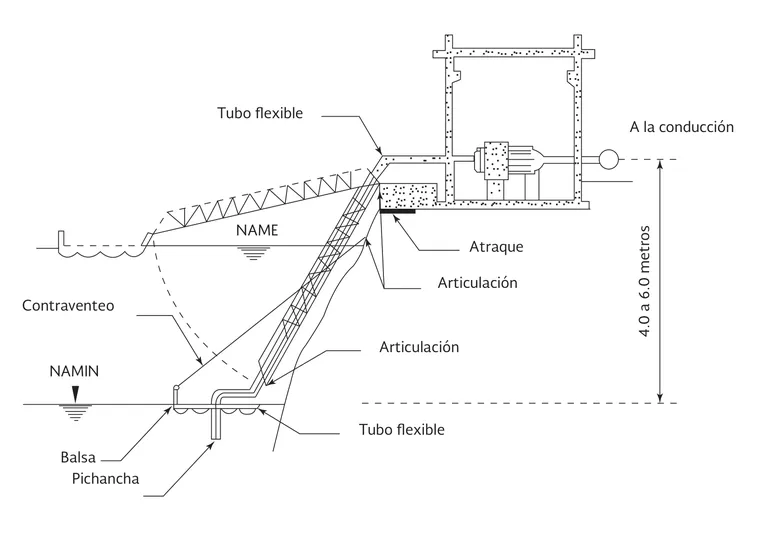 Tubo flexible
A la conducción
NAME
Atraque
Articulación
4.0 a 6.0 metros
Contraventeo
Articulación
NAMIN
Tubo flexible
Balsa
Pichancha